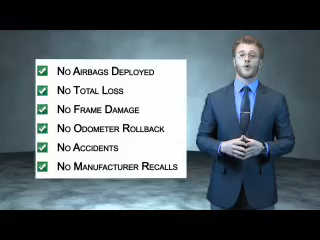 No Airbags Deployed
No Total Loss
No Frame Damage
No Odometer Rollback
No Accidents
No Manufacturer Recalls